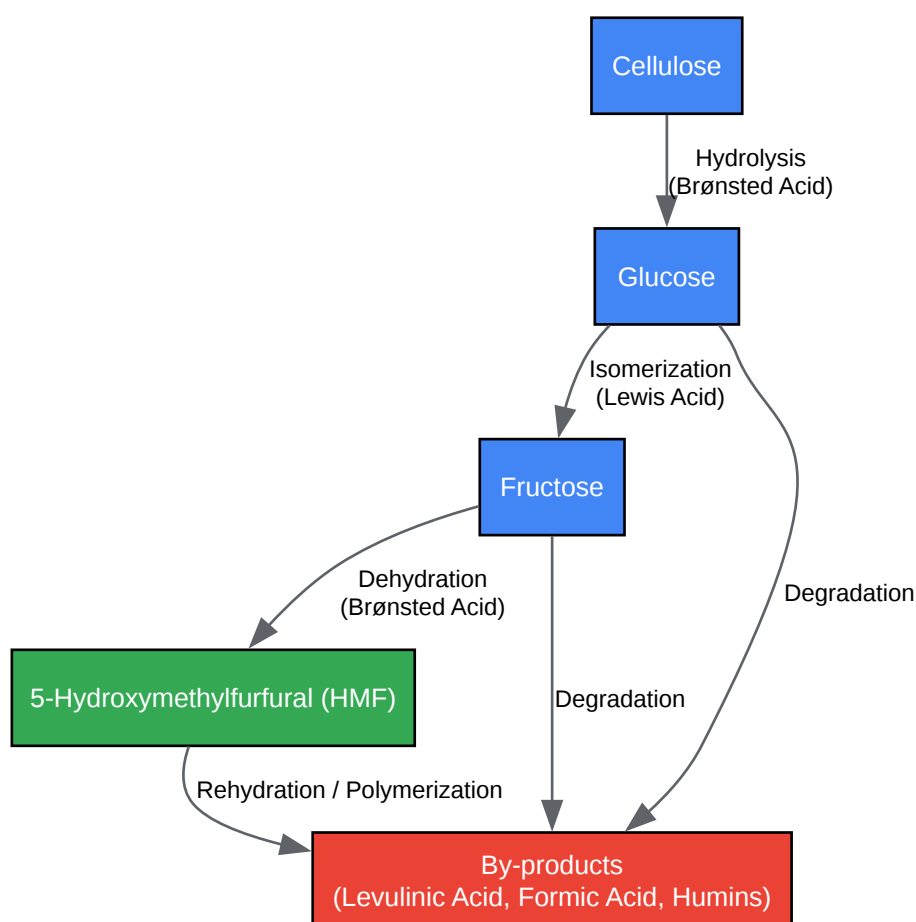 Cellulose
Hydrolysis
(Brønsted Acid)
Glucose
Isomerization
(Lewis Acid)
Fructose
Dehydration
(Brønsted Acid)
Degradation
5-Hydroxymethylfurfural (HMF)
Degradation
Rehydration / Polymerization
By-products
(Levulinic Acid, Formic Acid, Humins)